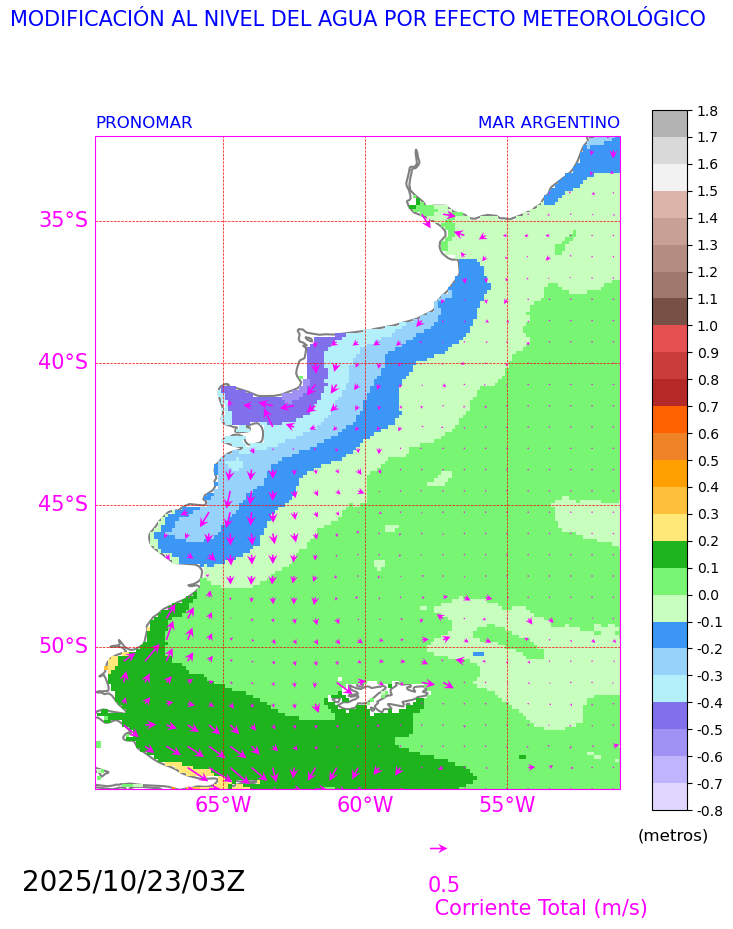 MODIFICACIÓN AL NIVEL DEL AGUA POR EFECTO METEOROLÓGICO
PRONOMAR
MAR ARGENTINO
35°S
40°S
45°S
50°S
65°W
60°W
55°W
1.8
1.7
1.6
1.5
1.4
1.3
1.2
1.1
1.0
0.9
0.8
0.7
0.6
0.5
0.4
0.3
0.2
0.1
0.0
-0.1
-0.2
-0.3
-0.4
-0.5
-0.6
-0.7
-0.8
(metros)
2025/10/23/03Z
0.5
Corriente Total (m/s)